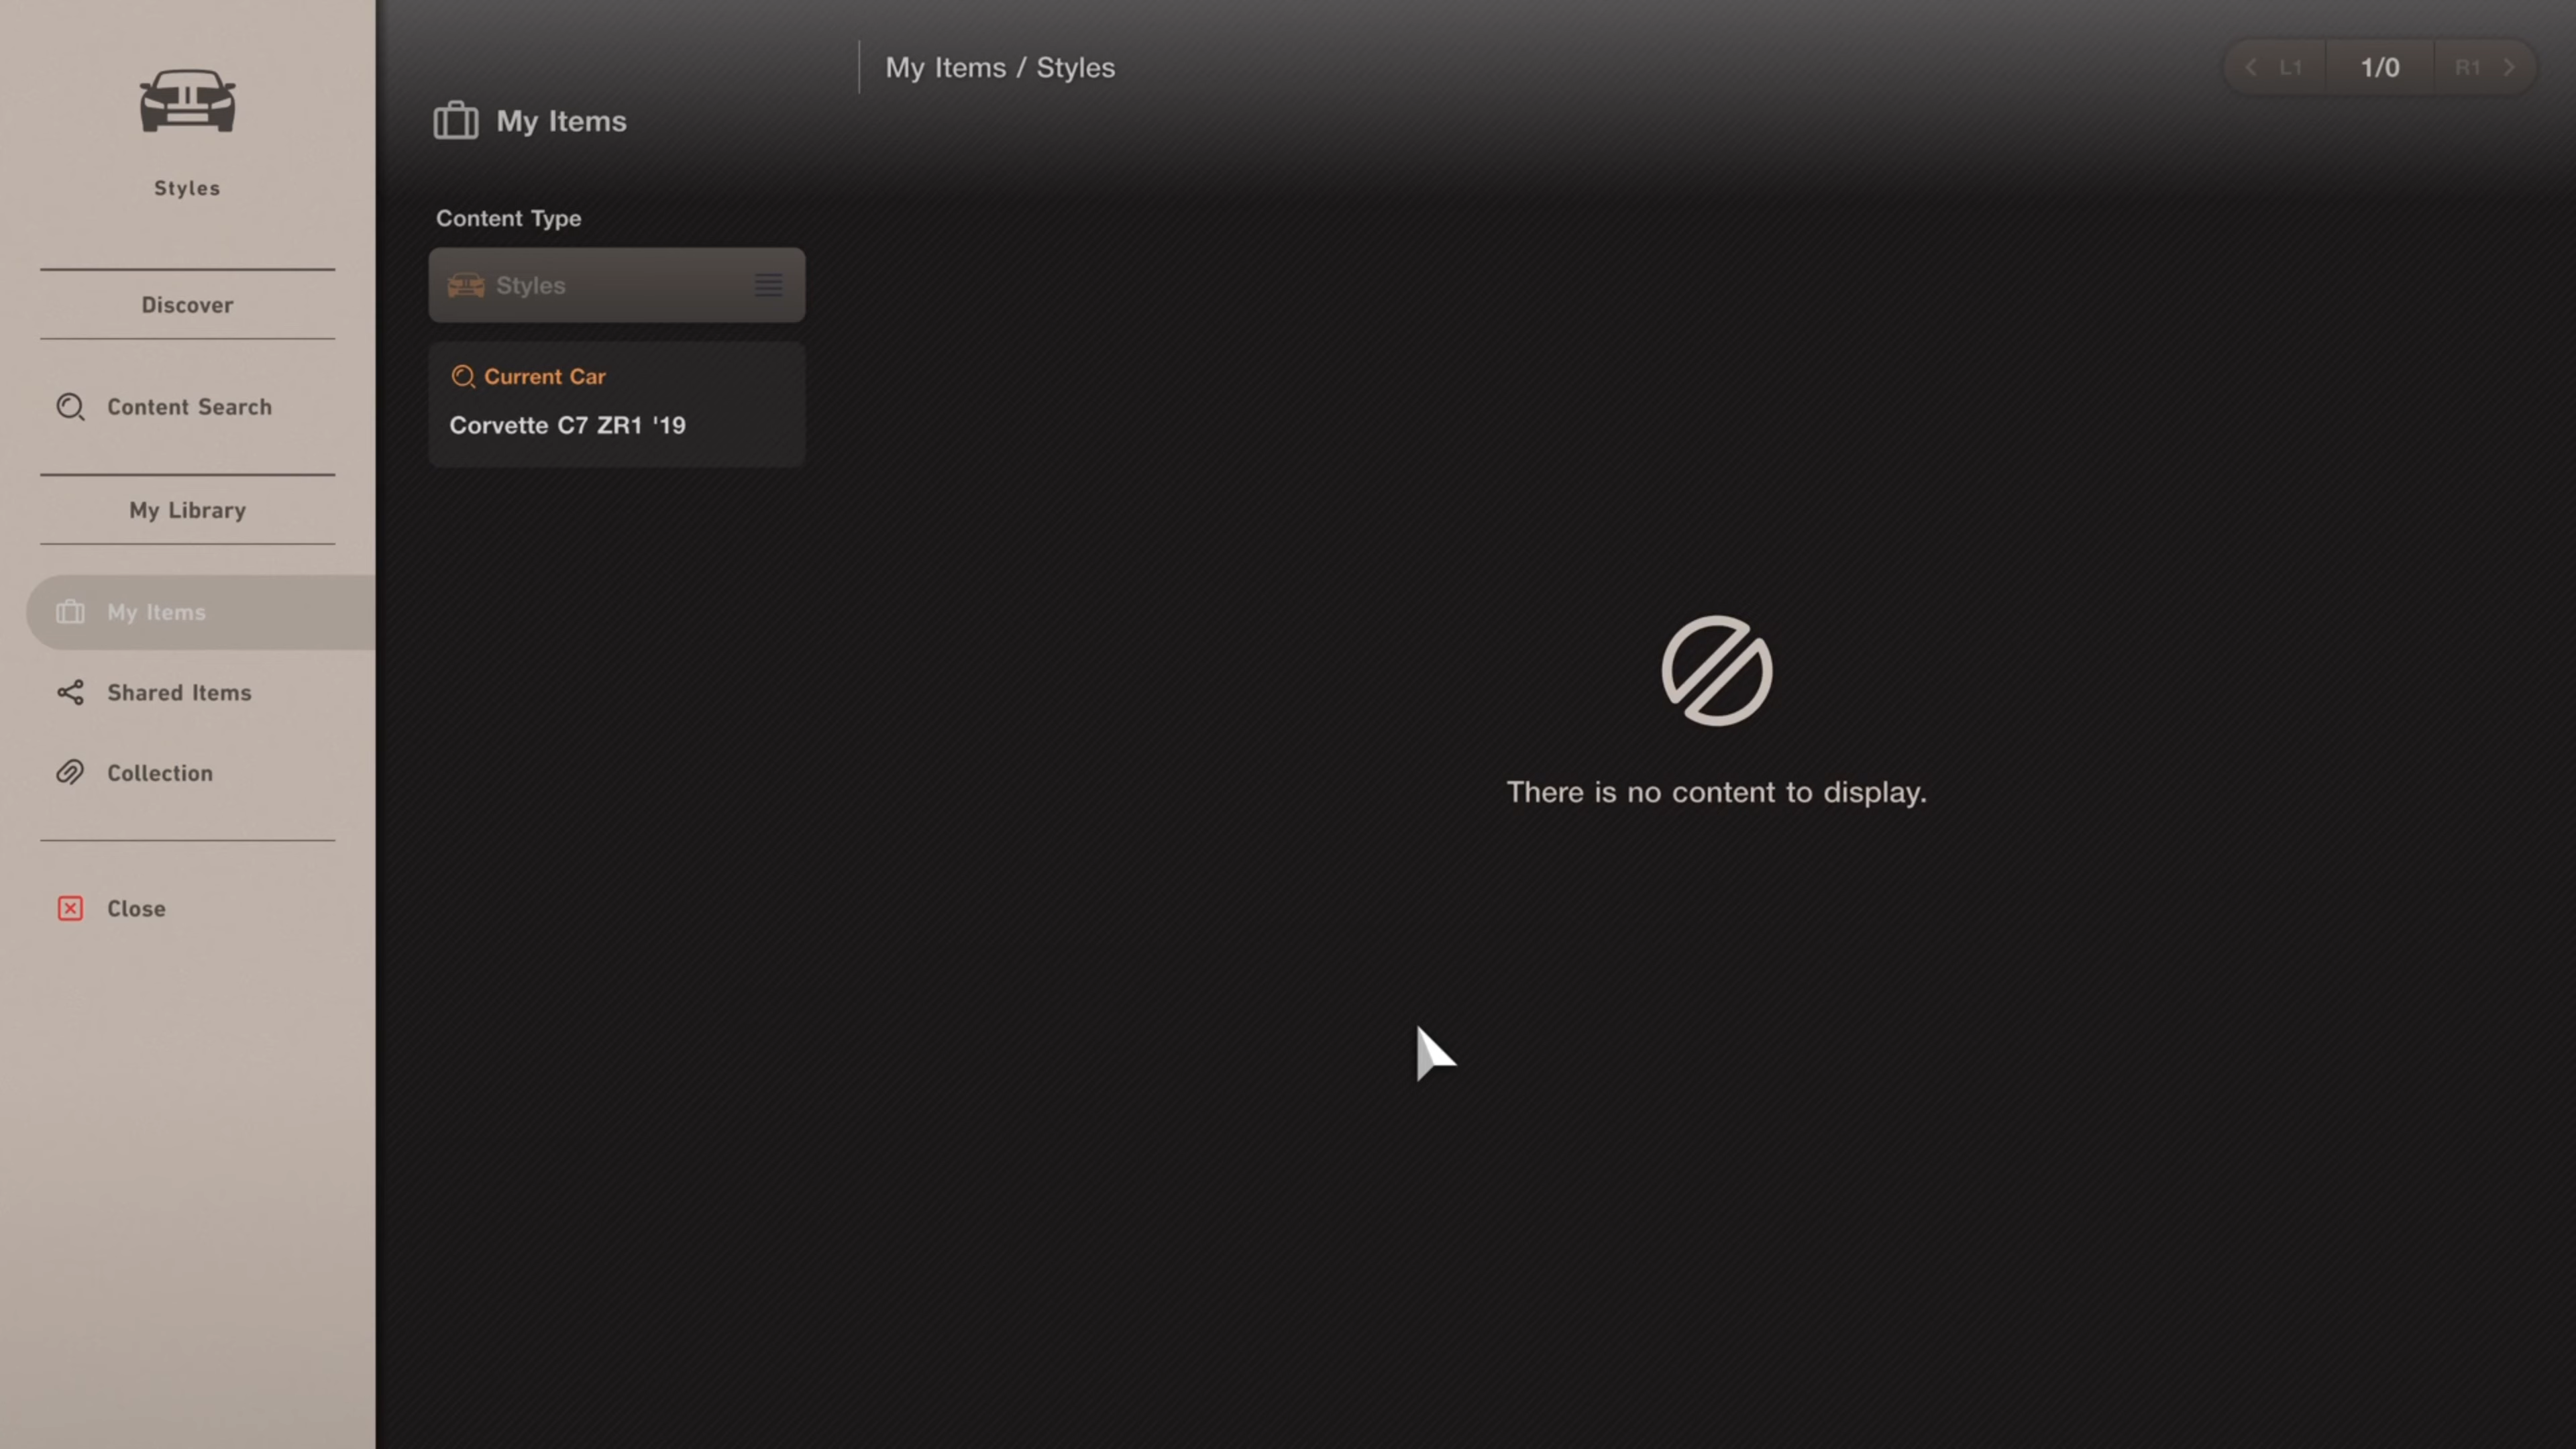 Styles
Discover
Content Search
My Library
My Items
Shared Items
Collection
Close
My Items / Styles
L1
1/0
R1
My Items
Content Type
Styles
Current Car
Corvette C7 ZR1 '19
There is no content to display.